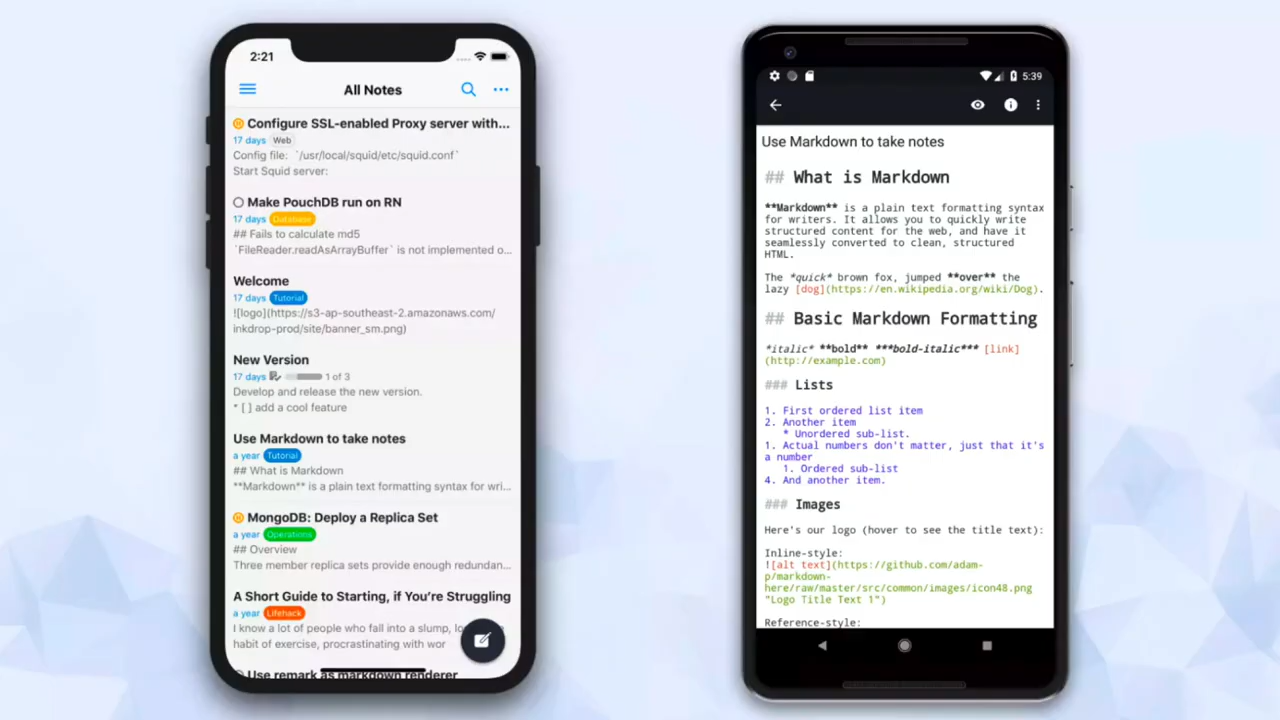 2:21
All Notes
Configure SSL-enabled Proxy server with...
17 days Web
Config file: `/usr/local/squid/etc/squid.conf`
Start Squid server:
Make PouchDB run on RN
17 days Database
## Fails to calculate md5
`FileReader.readAsArrayBuffer` is not implemented o...
Welcome
17 days Tutorial
![logo](https://s3-ap-southeast-2.amazonaws.com/
inkdrop-prod/site/banner_sm.png)
New Version
17 days 1 of 3
Develop and release the new version.
* [ ] add a cool feature
Use Markdown to take notes
a year Tutorial
## What is Markdown
**Markdown** is a plain text formatting syntax for wri...
MongoDB: Deploy a Replica Set
a year Operations
## Overview
Three member replica sets provide enough redundan...
A Short Guide to Starting, if You're Struggling
a year Lifehack
I know a lot of people who fall into a slump,
habit of exercise, procrastinating with wor
Use remark as markdown renderer
5:39
Use Markdown to take notes
## What is Markdown
**Markdown** is a plain text formatting syntax
for writers. It allows you to quickly write
structured content for the web, and have it
seamlessly converted to clean, structured
HTML.
The *quick* brown fox, jumped **over** the
lazy [dog](https://en.wikipedia.org/wiki/Dog).
## Basic Markdown Formatting
*italic* **bold** ***bold-italic*** [link]
(http://example.com)
### Lists
1. First ordered list item
2. Another item
* Unordered sub-list.
1. Actual numbers don't matter, just that it's
a number
1. Ordered sub-list
4. And another item.
### Images
Here's our logo (hover to see the title text):
Inline-style:
![alt text](https://github.com/adam-
p/markdown-
here/raw/master/src/common/images/icon48.png
"Logo Title Text 1")
Reference-style: